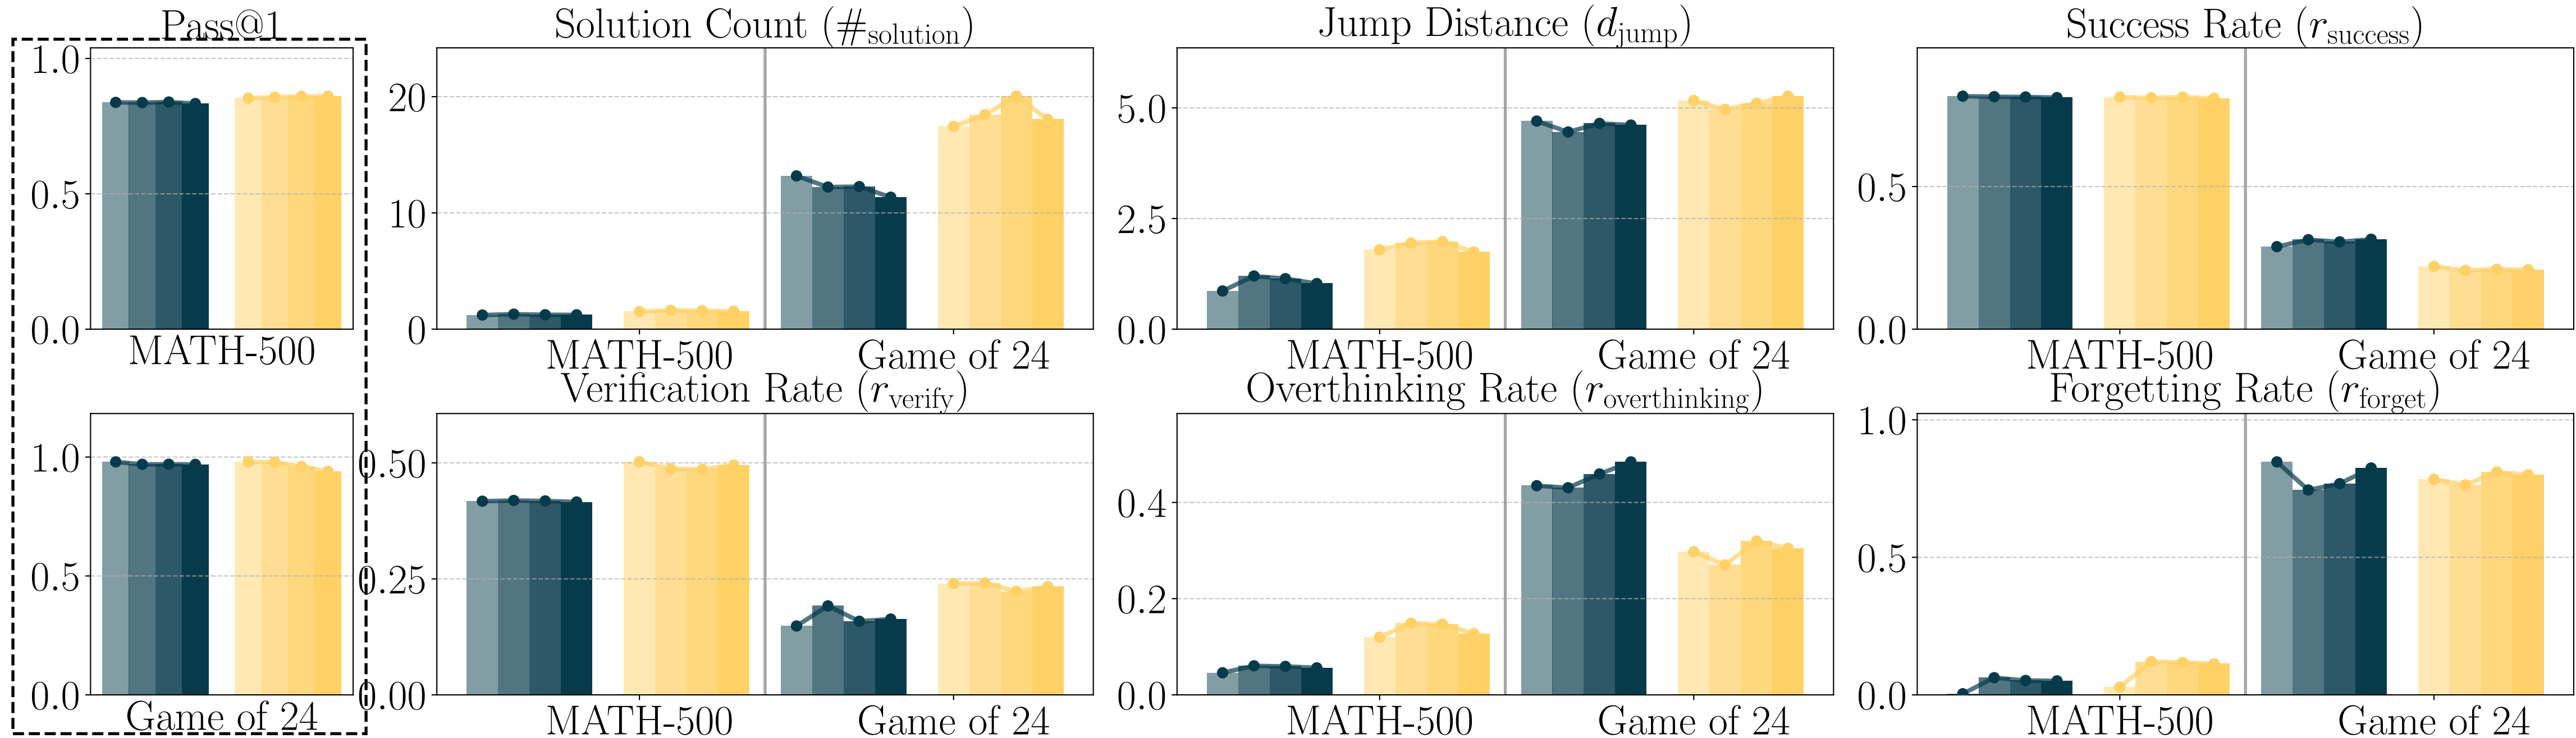 Pass@1
1.0
0.5
0.0
MATH-500
1.0
0.5
0.0
Game of 24
Solution Count (#solution)
20
10
0
MATH-500 Game of 24
Jump Distance (djump)
5.0
2.5
0.0
MATH-500 Game of 24
Success Rate (rsuccess)
0.5
0.0
MATH-500 Game of 24
Verification Rate (rverify)
0.50
0.25
0.00
MATH-500 Game of 24
Overthinking Rate (roverthinking)
0.4
0.2
0.0
MATH-500 Game of 24
Forgetting Rate (rforget)
1.0
0.5
0.0
MATH-500 Game of 24